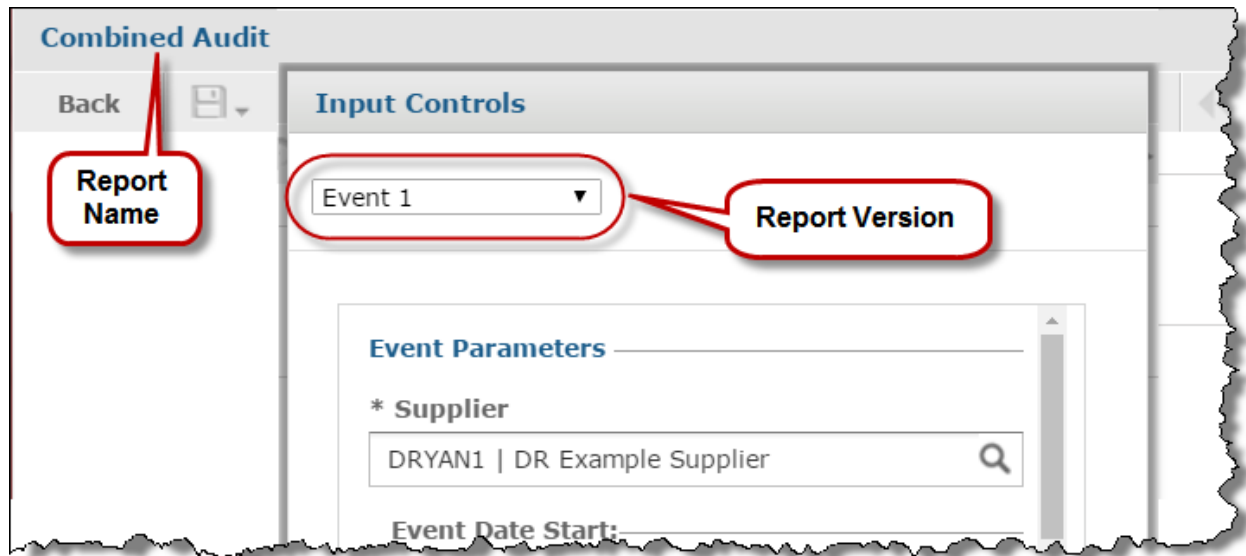 Combined Audit
Back
Input Controls
Report
Name
Event 1
Report Version
Event Parameters
* Supplier
DRYAN1 | DR Example Supplier
Event Date Start: